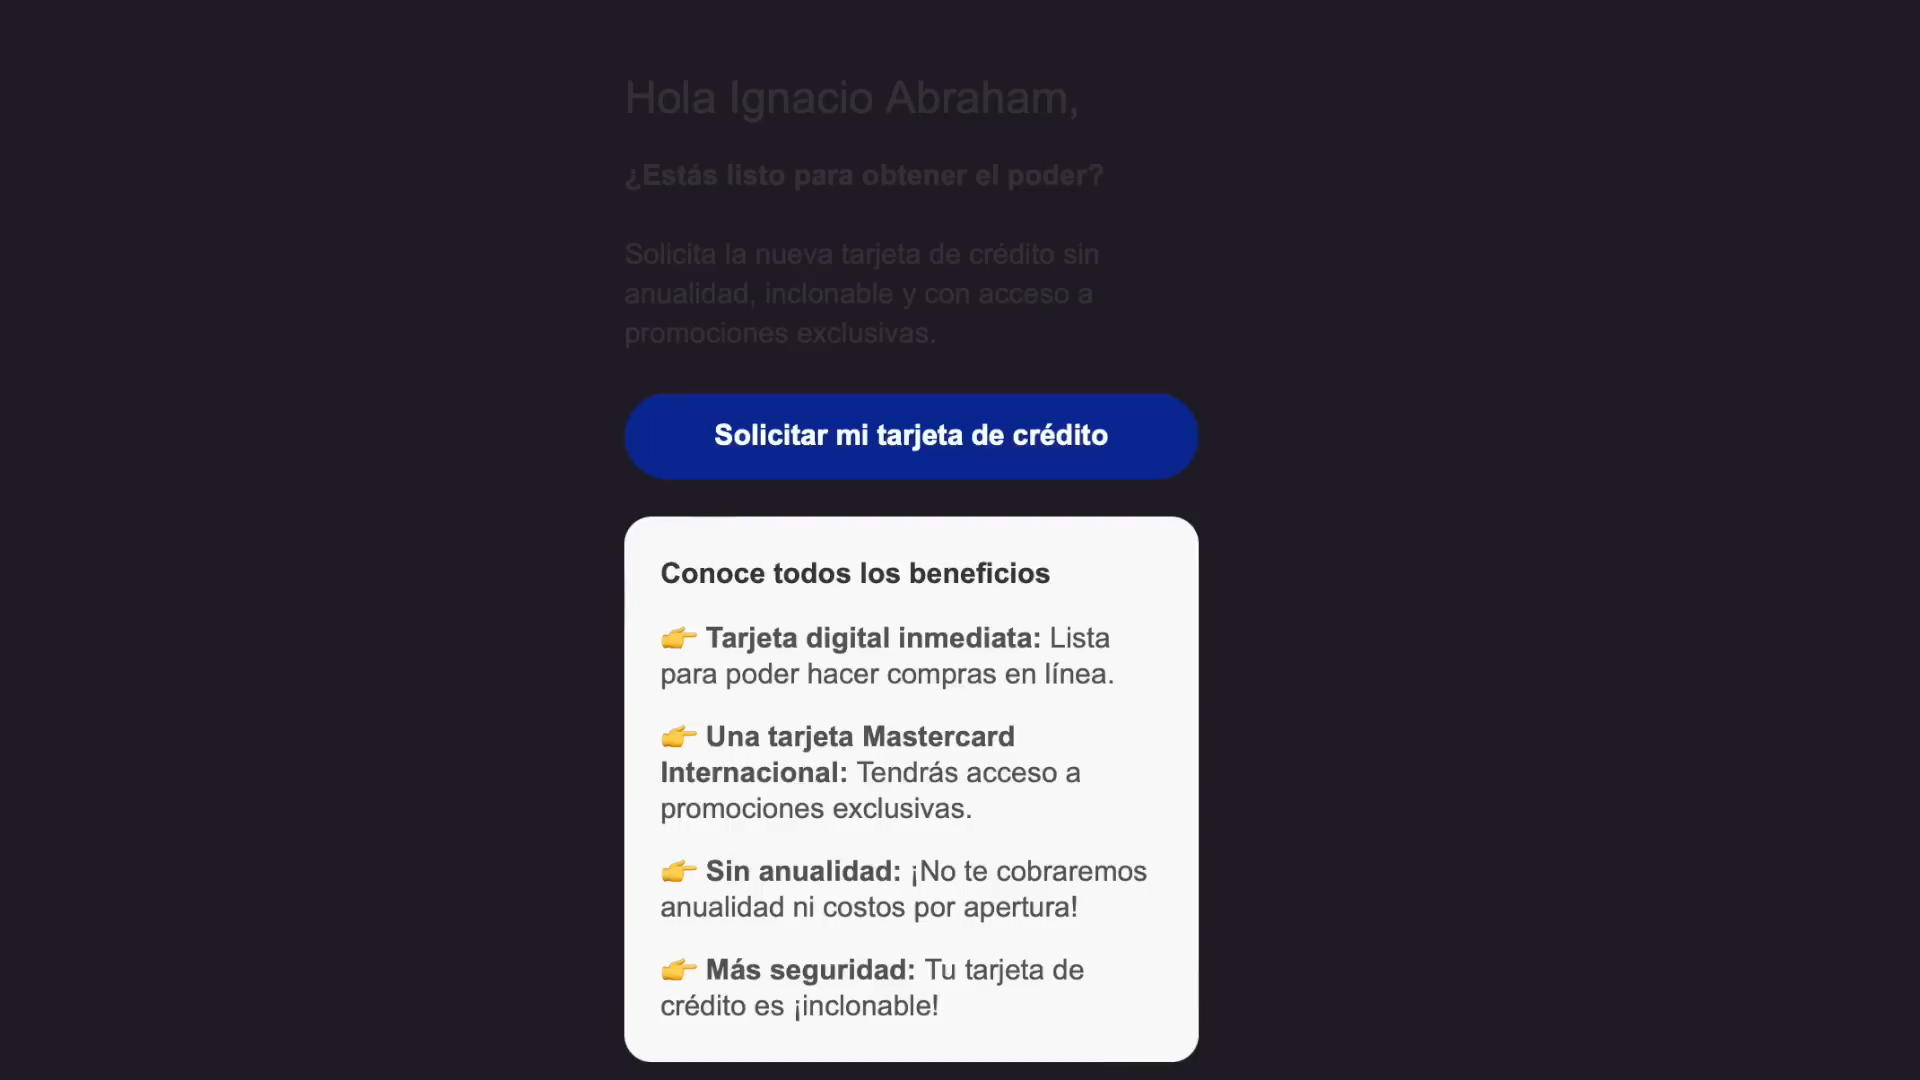 Hola Ignacio Abraham,
¿Estás listo para obtener el poder?
Solicita la nueva tarjeta de crédito sin
anualidad, inclonable y con acceso a
promociones exclusivas.
Solicitar mi tarjeta de crédito
Conoce todos los beneficios
👉 Tarjeta digital inmediata: Lista
para poder hacer compras en línea.
👉 Una tarjeta Mastercard
Internacional: Tendrás acceso a
promociones exclusivas.
👉 Sin anualidad: ¡No te cobraremos
anualidad ni costos por apertura!
👉 Más seguridad: Tu tarjeta de
crédito es ¡inclonable!